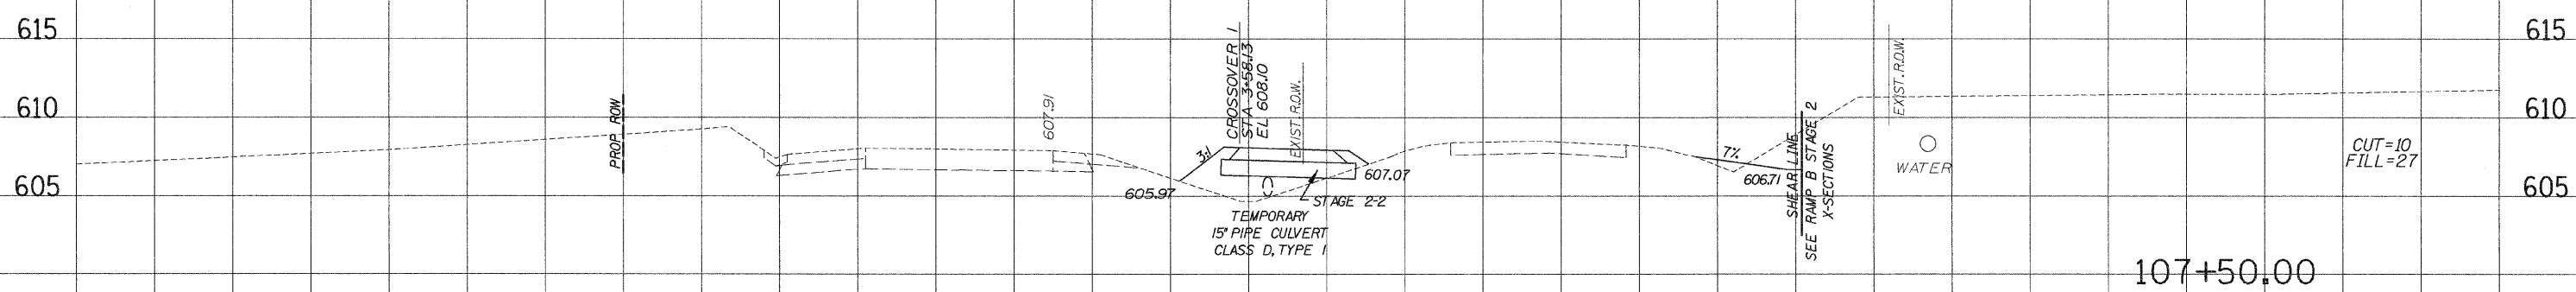 615
610
605
PROP. ROW
607.91
CROSSOVER 1
STA 3+58.13
EL 608.10
EXIST. R.O.W.
3:1
605.97
607.07
STAGE 2-2
TEMPORARY
15" PIPE CULVERT
CLASS D, TYPE 1
7%
606.71
SHEAR LINE
SEE RAMP B STAGE 2
X-SECTIONS
EXIST. R.O.W.
WATER
CUT=10
FILL=27
615
610
605
107+50.00